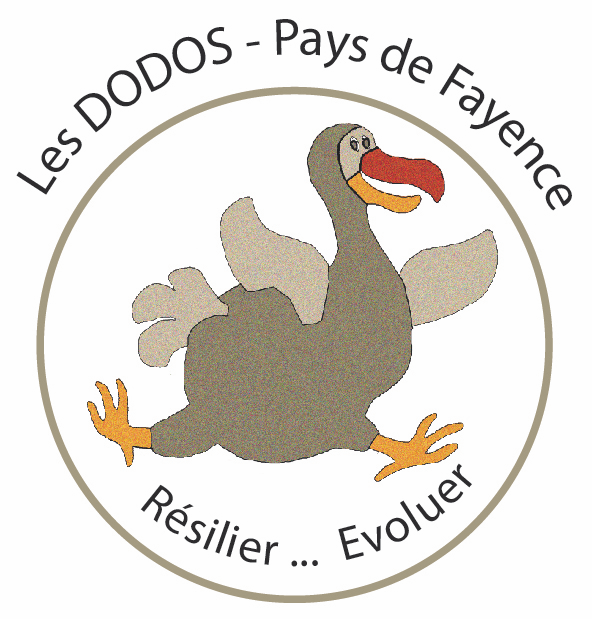 Les DODOS - Pays de Fayence
Résilier ... Evoluer